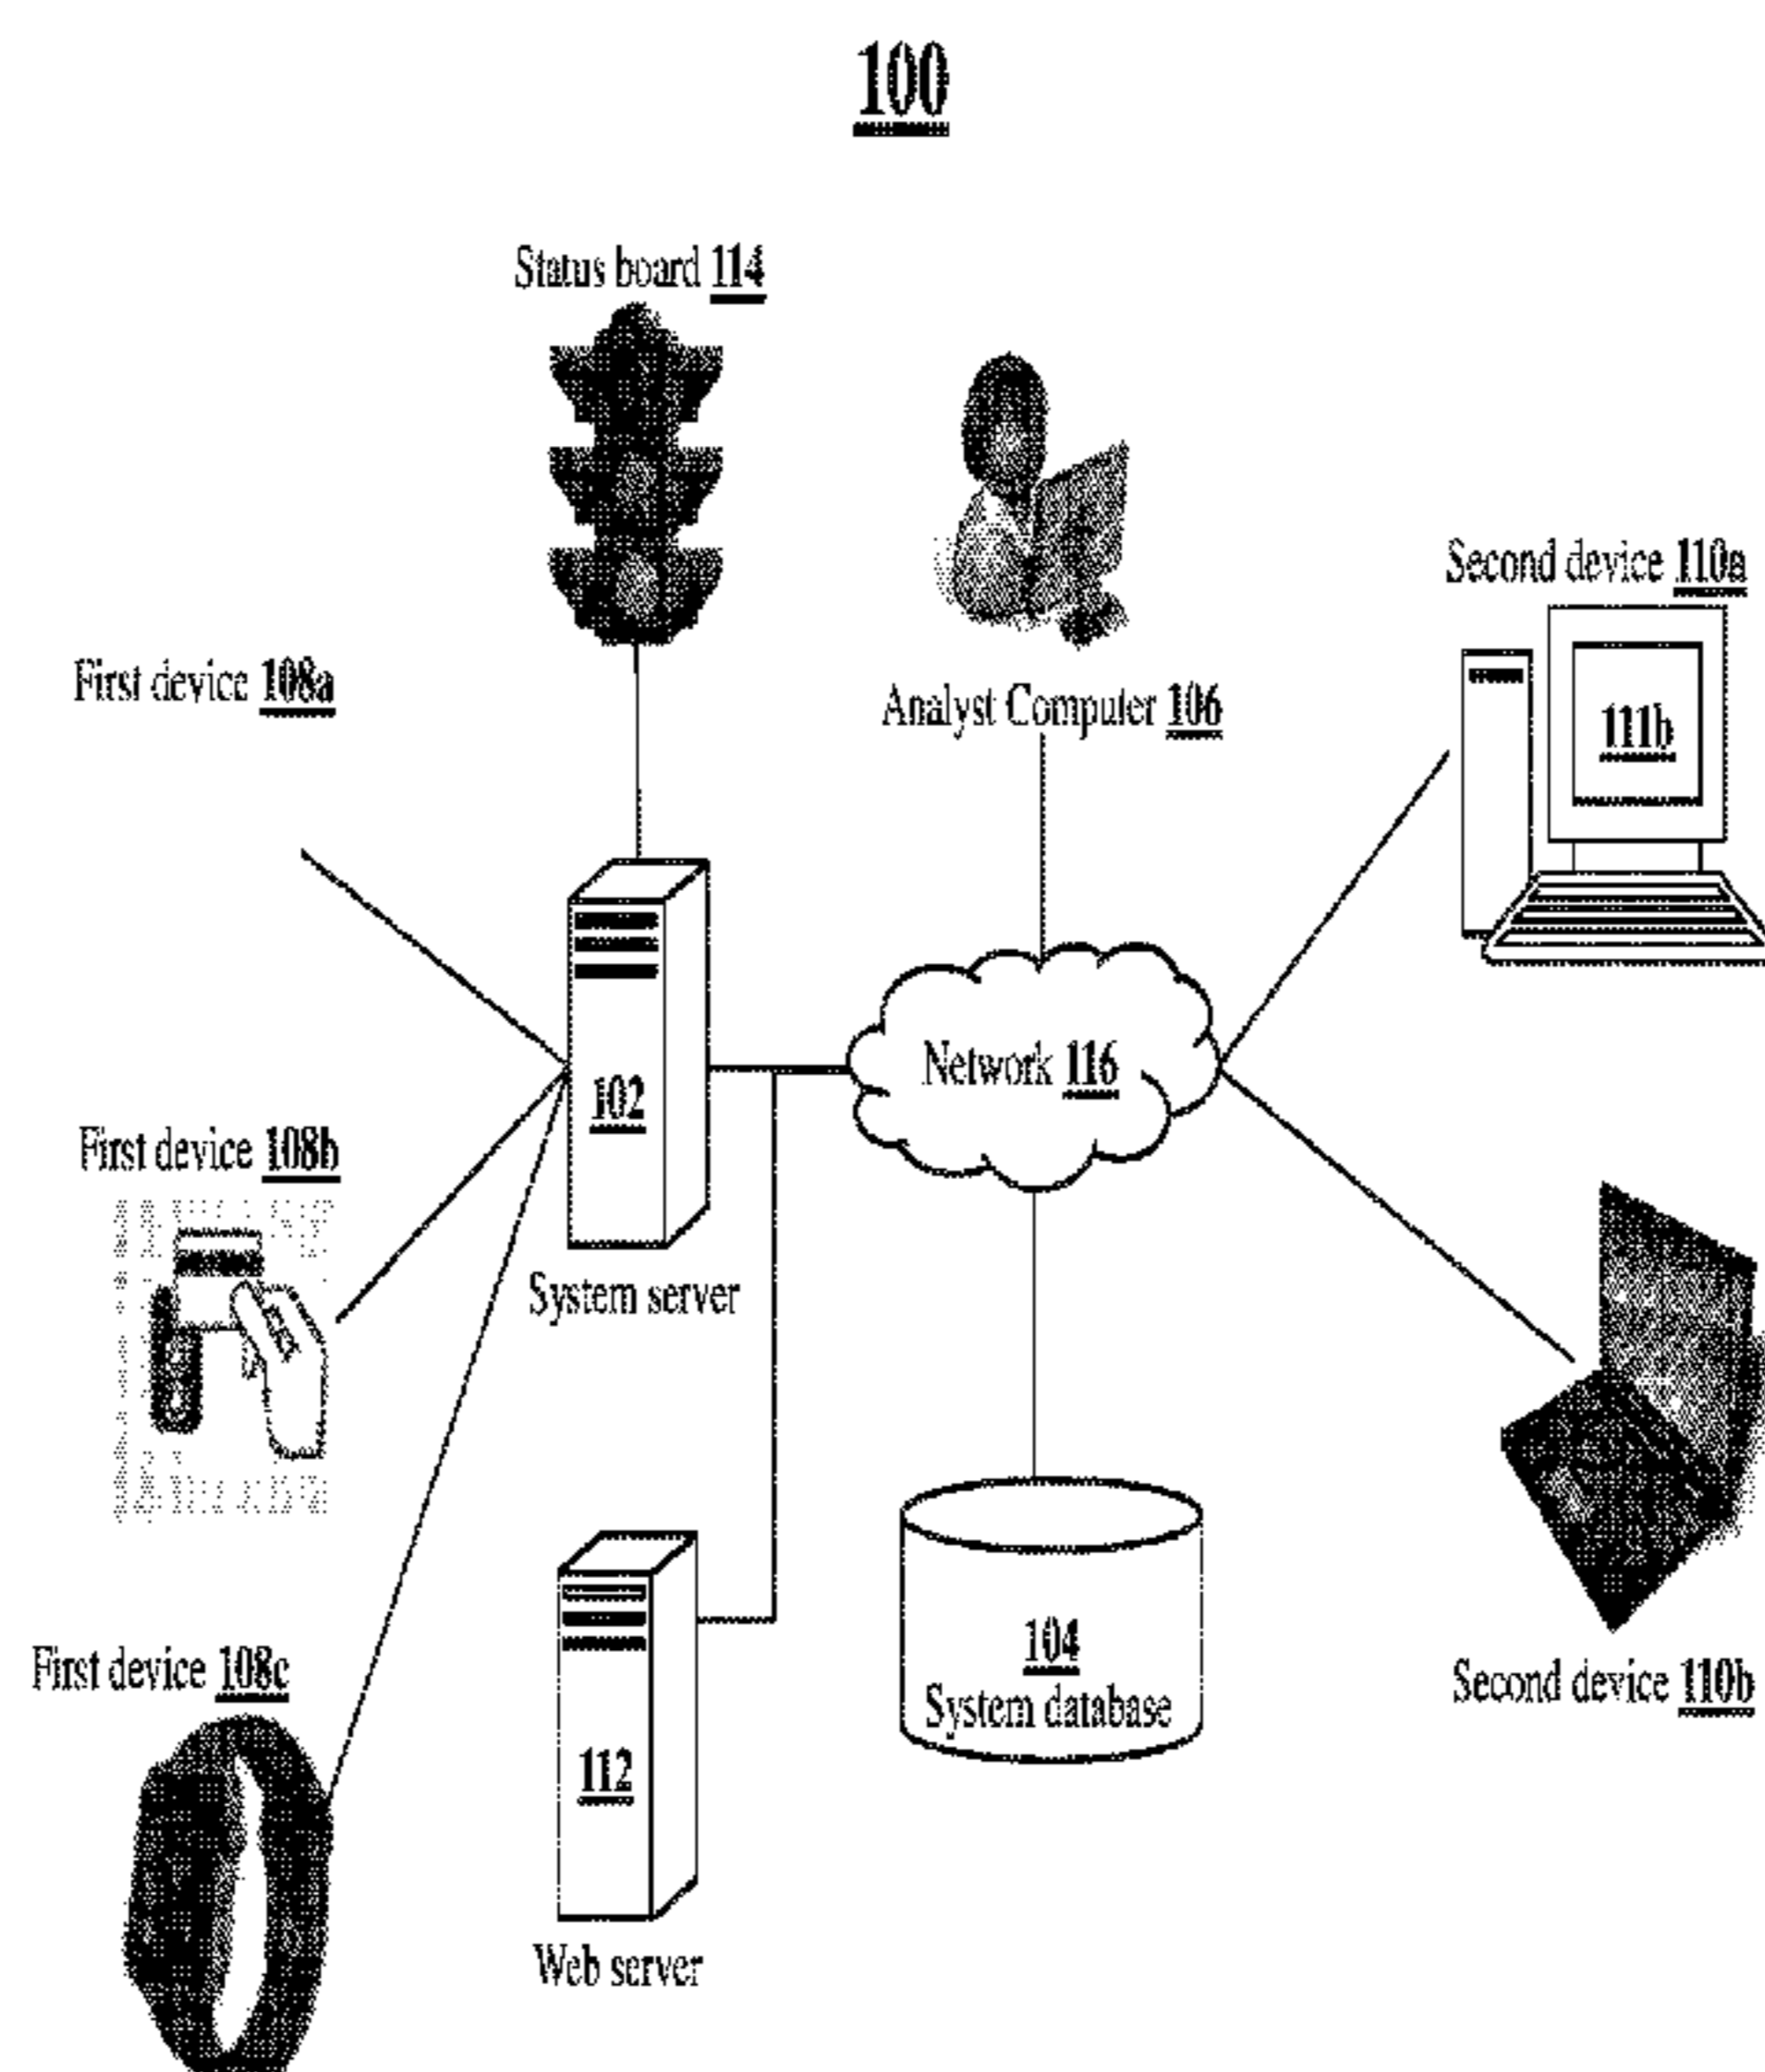 100
Status board 114
Second device 110a
First device 108a
Analyst Computer 106
111b
Network 116
102
First device 108b
System server
104
First device 108c
System database
Second device 110b
112
Web server